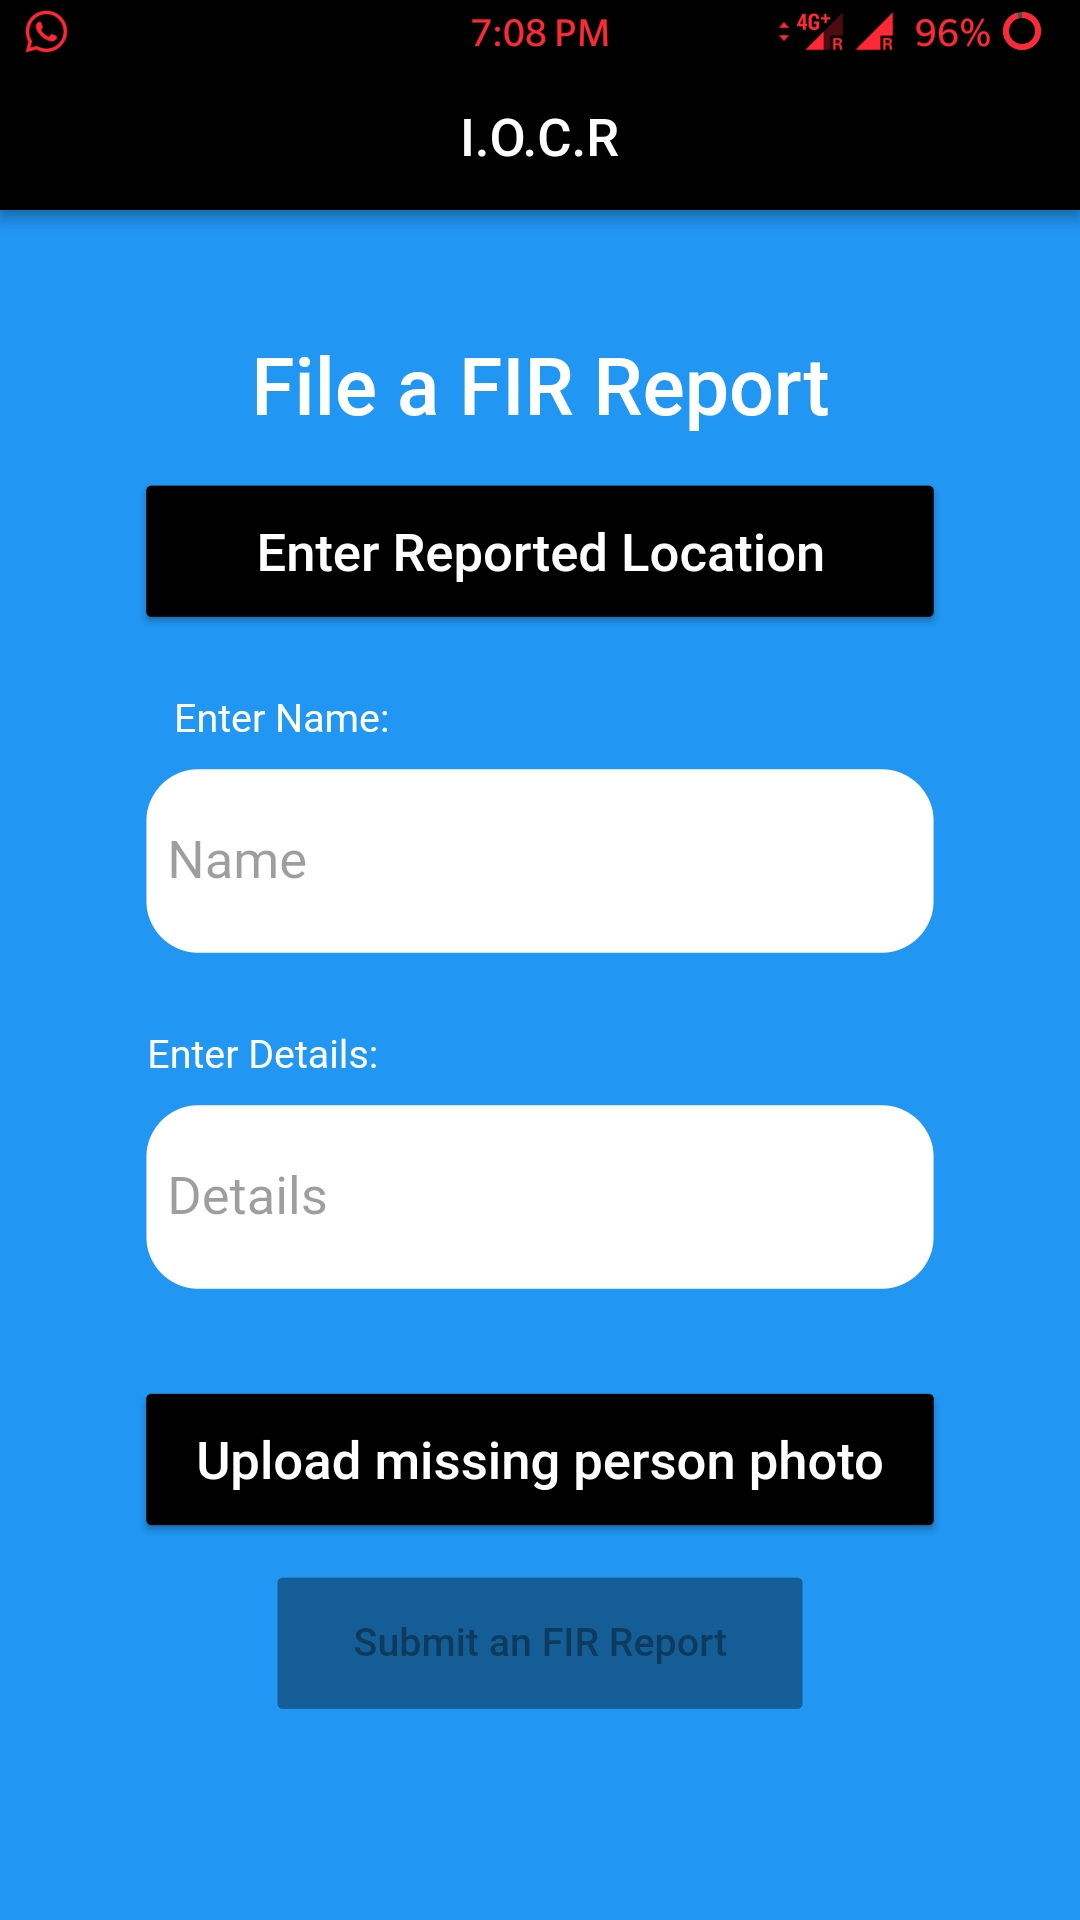 7:08 PM 4G+ R R 96%
I.O.C.R
File a FIR Report
Enter Reported Location
Enter Name:
Name
Enter Details:
Details
Upload missing person photo
Submit an FIR Report